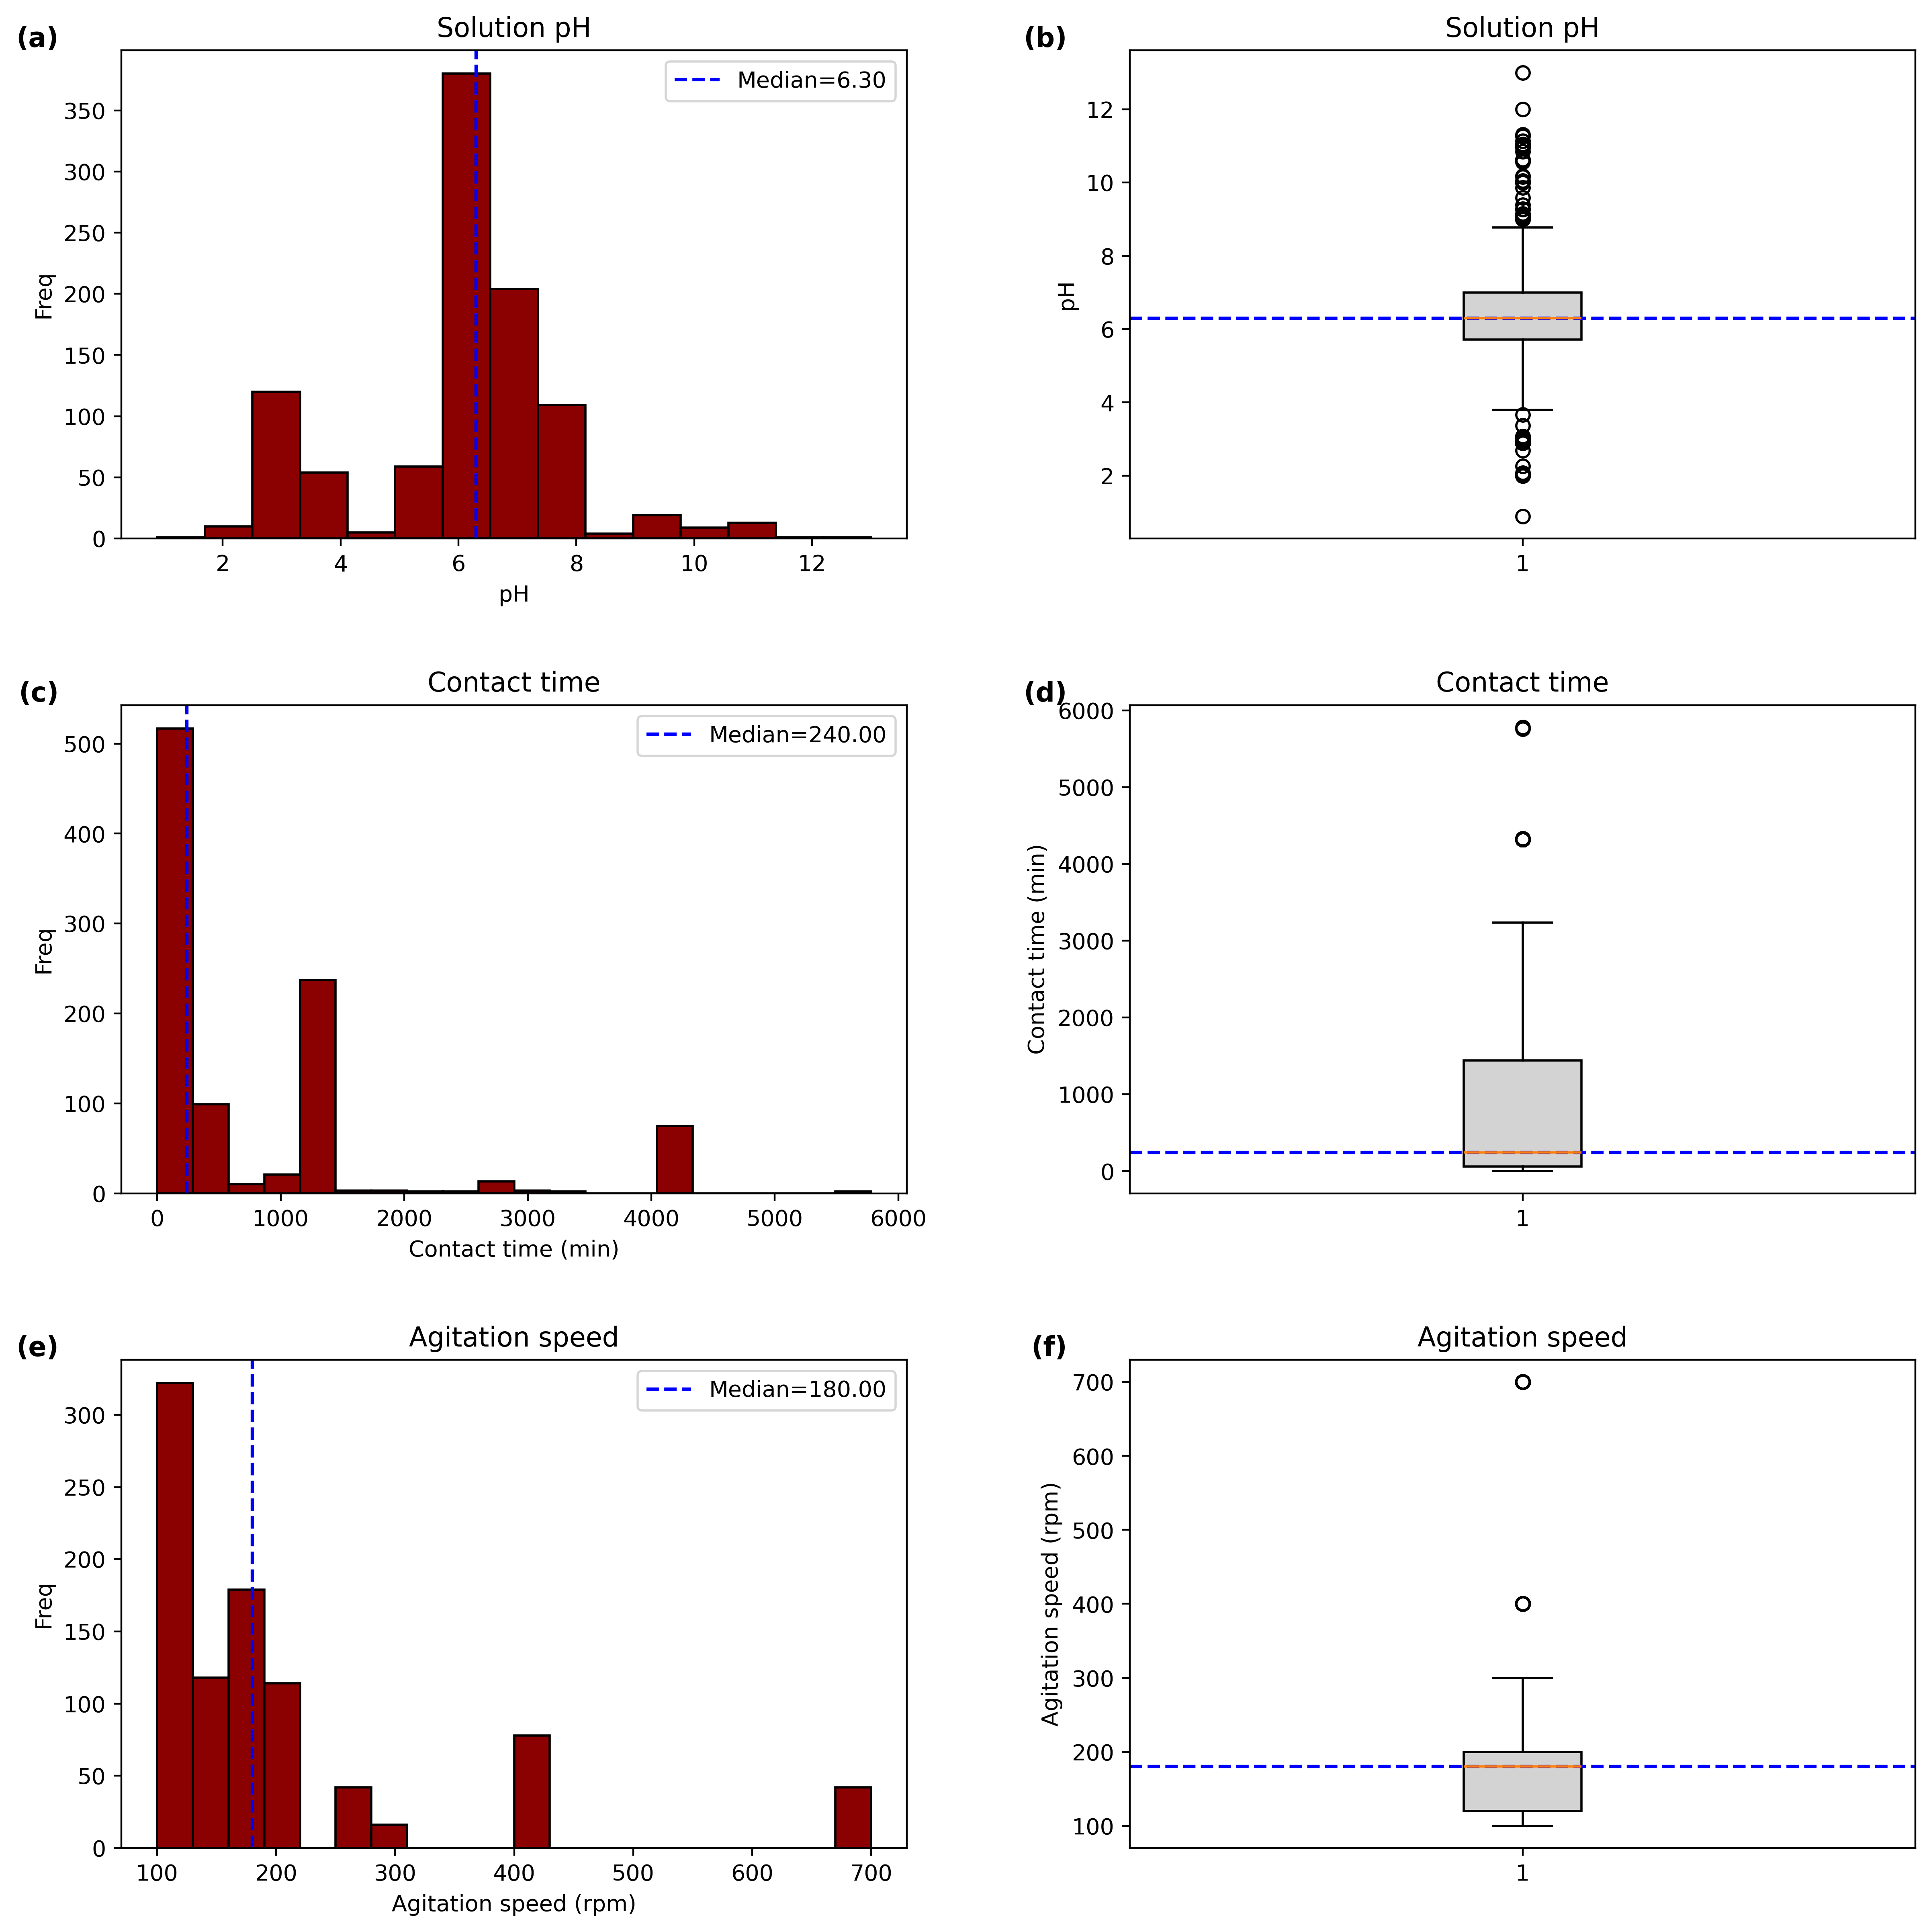 (a)
Solution pH
Freq
350
300
250
200
150
100
50
0
Median=6.30
2 4 6 8 10 12
pH
(b)
Solution pH
pH
12
10
8
6
4
2
1
(c)
Contact time
Freq
500
400
300
200
100
0
Median=240.00
0 1000 2000 3000 4000 5000 6000
Contact time (min)
(d)
Contact time
Contact time (min)
6000
5000
4000
3000
2000
1000
0
1
(e)
Agitation speed
Freq
300
250
200
150
100
50
0
Median=180.00
100 200 300 400 500 600 700
Agitation speed (rpm)
(f)
Agitation speed
Agitation speed (rpm)
700
600
500
400
300
200
100
1